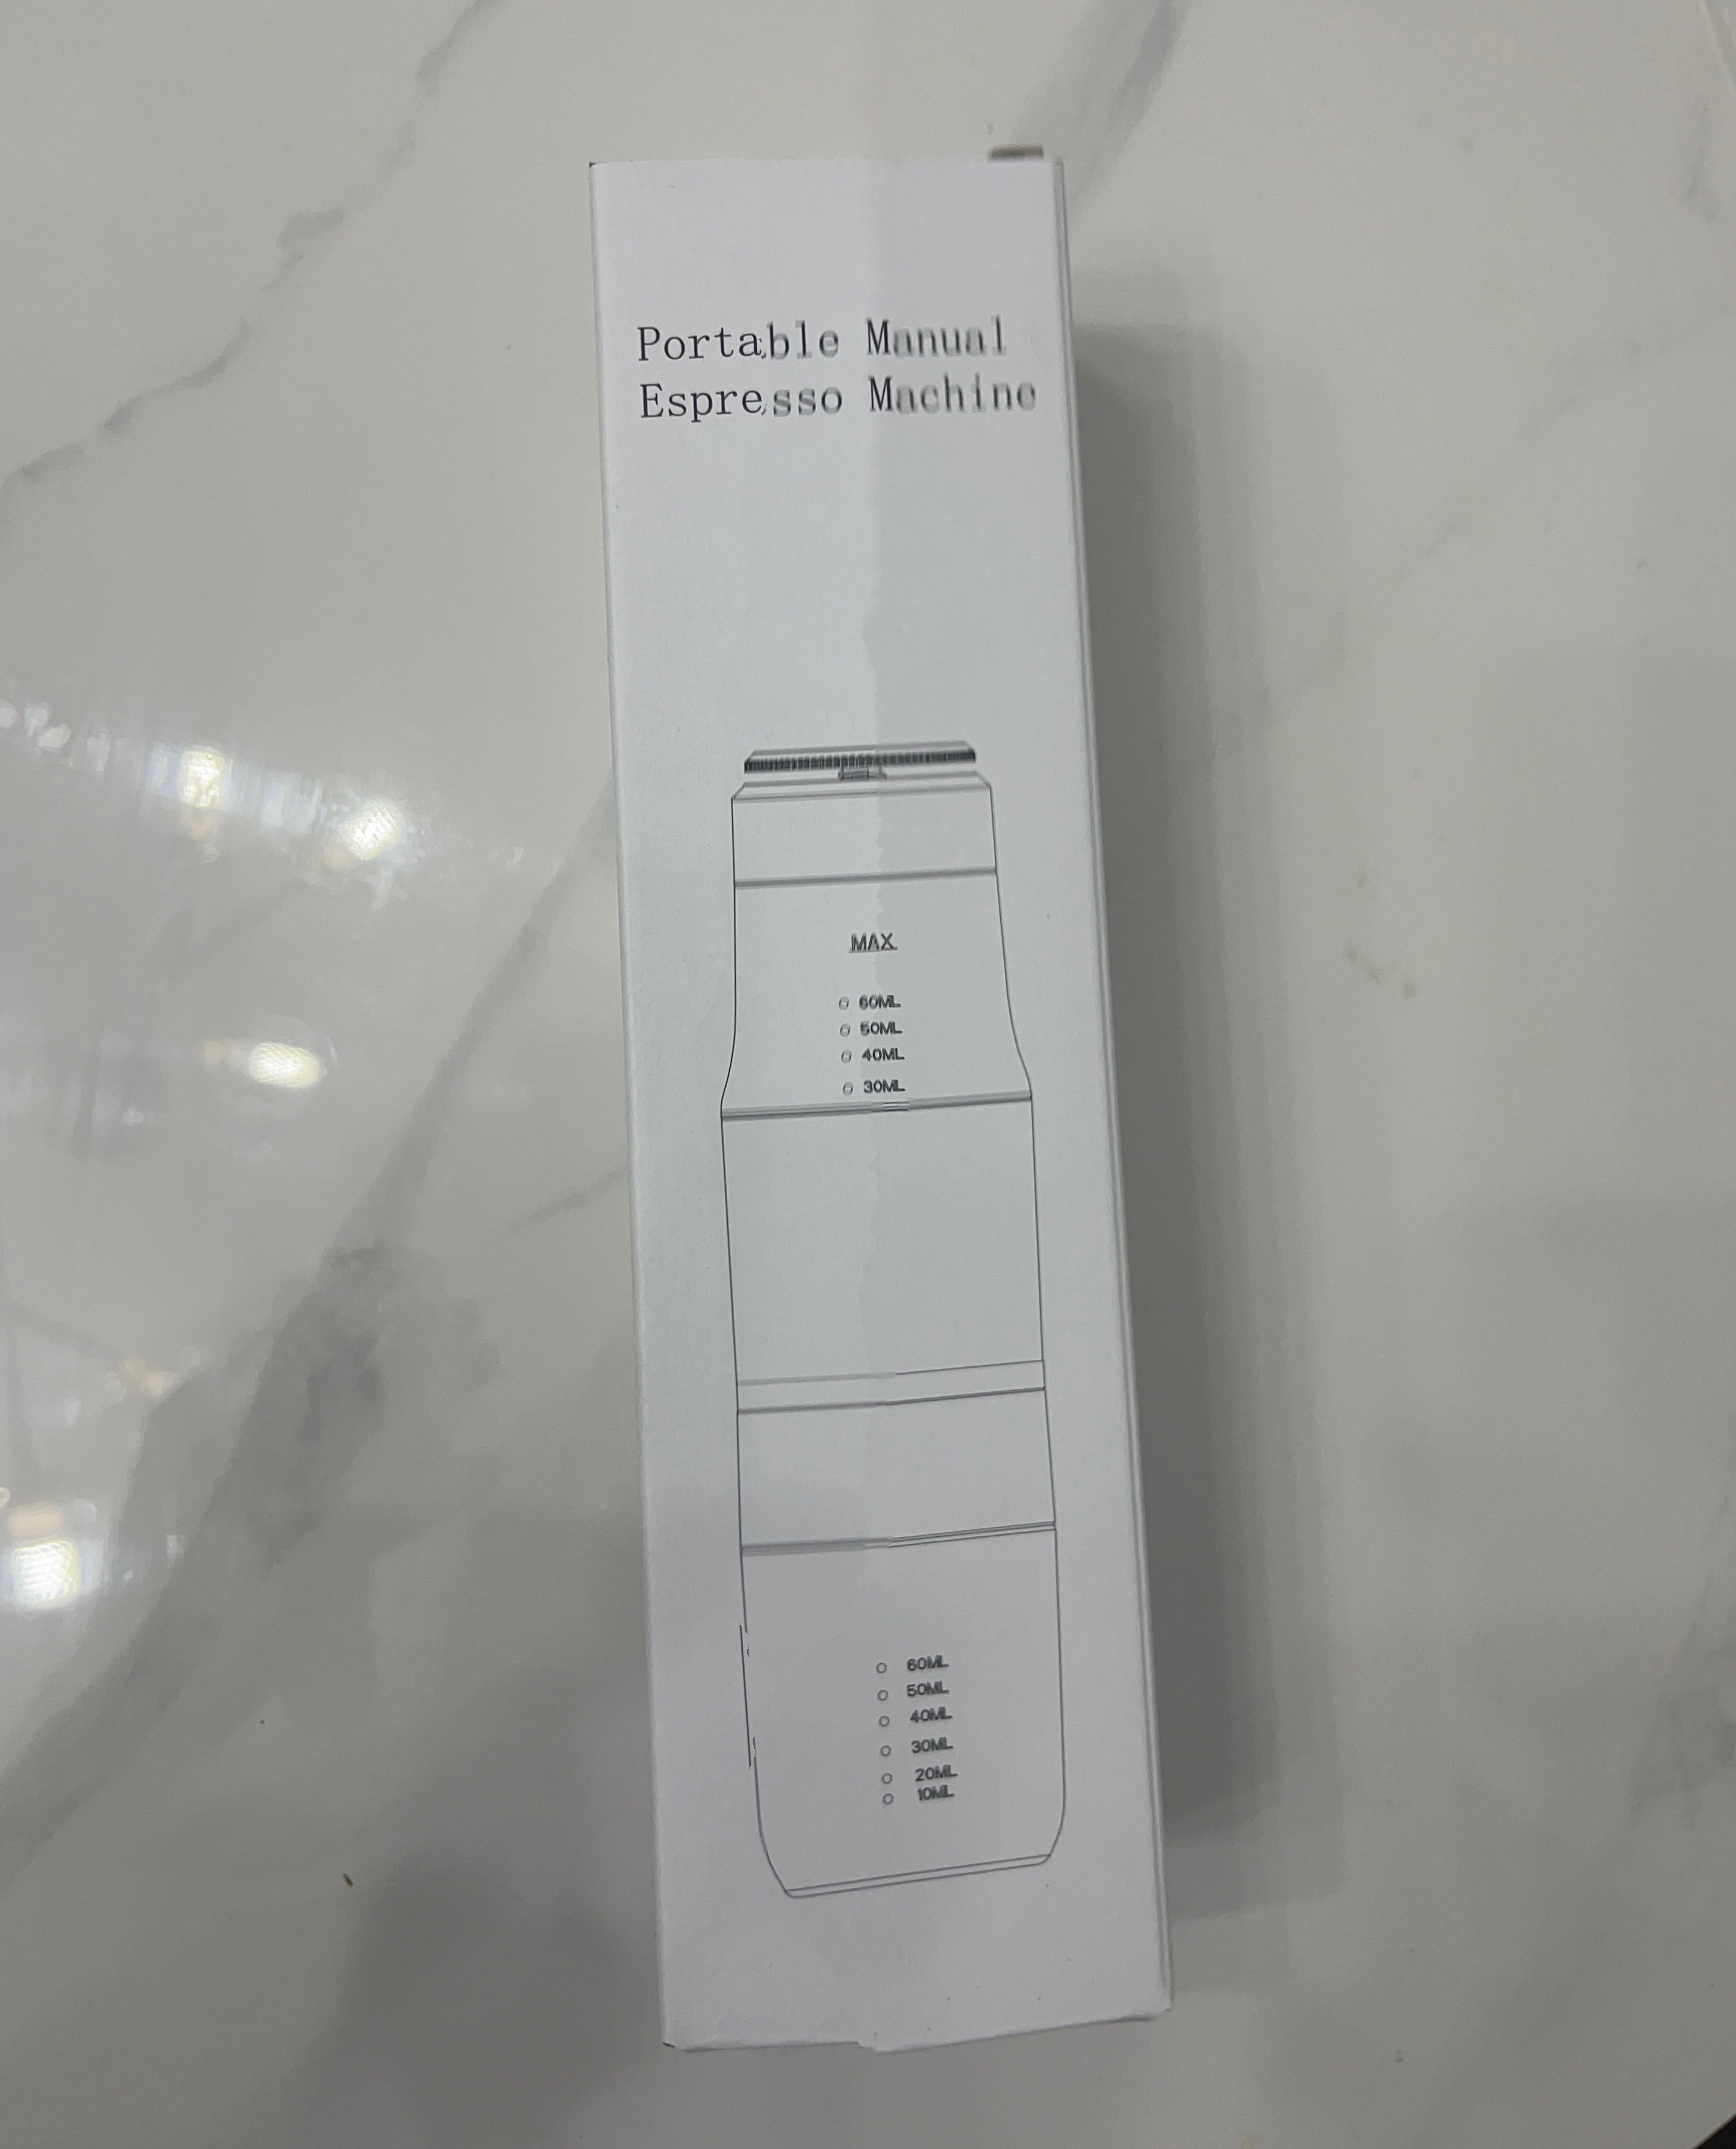 Portable Manual
Espresso Machine
MAX
60ML
50ML
40ML
30ML
60ML
50ML
40ML
30ML
20ML
10ML